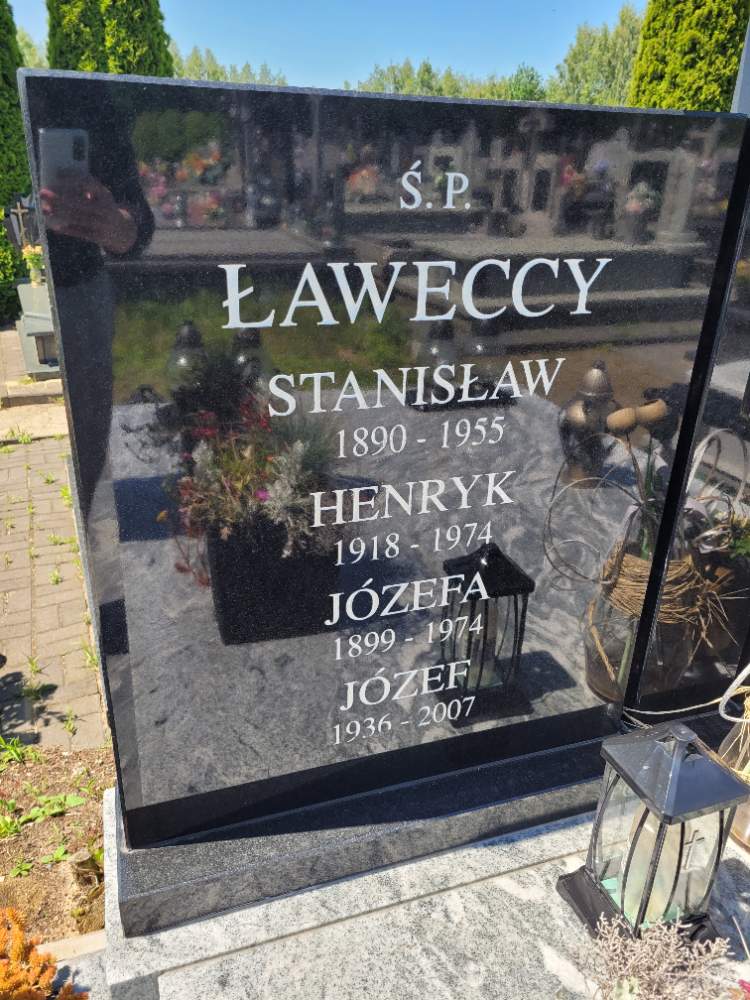 Ś.P.
ŁAWECCY
STANISŁAW
1890 - 1955
HENRYK
1918 - 1974
JÓZEFA
1899 - 1974
JÓZEF
1936 - 2007